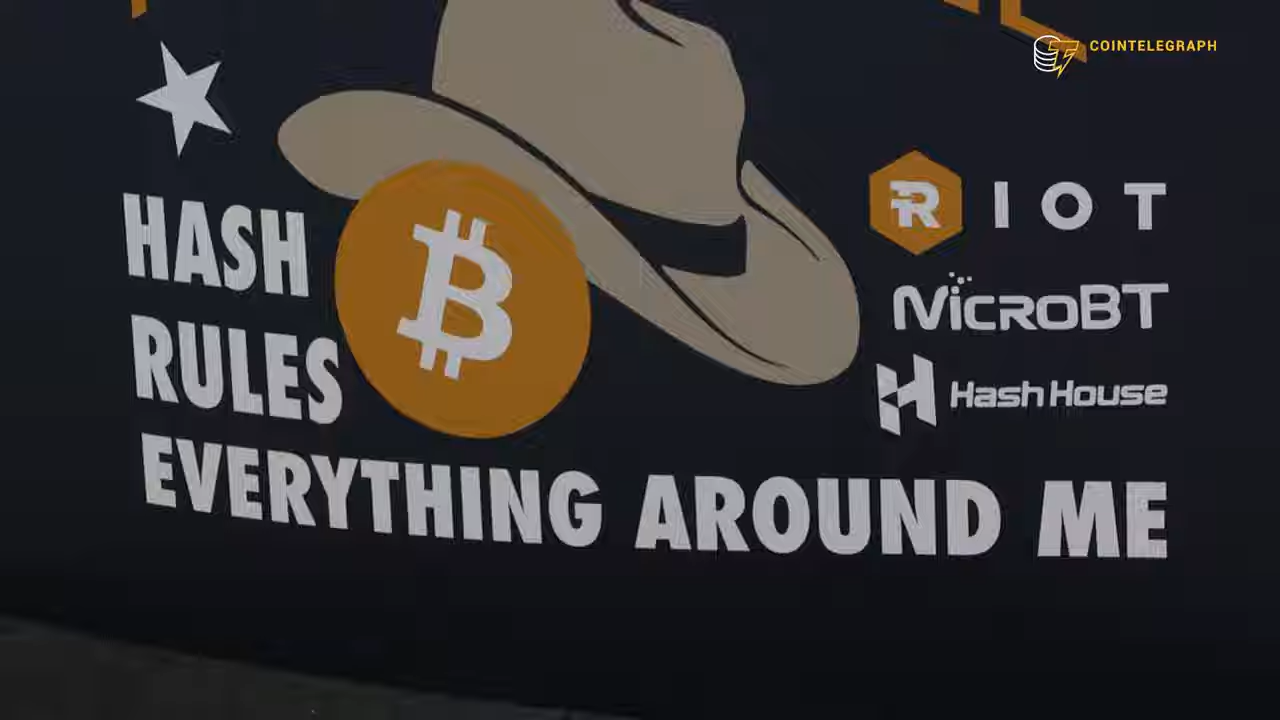 COINTELEGRAPH
HASH
RULES
EVERYTHING AROUND ME
RIOT
MicroBT
Hash House